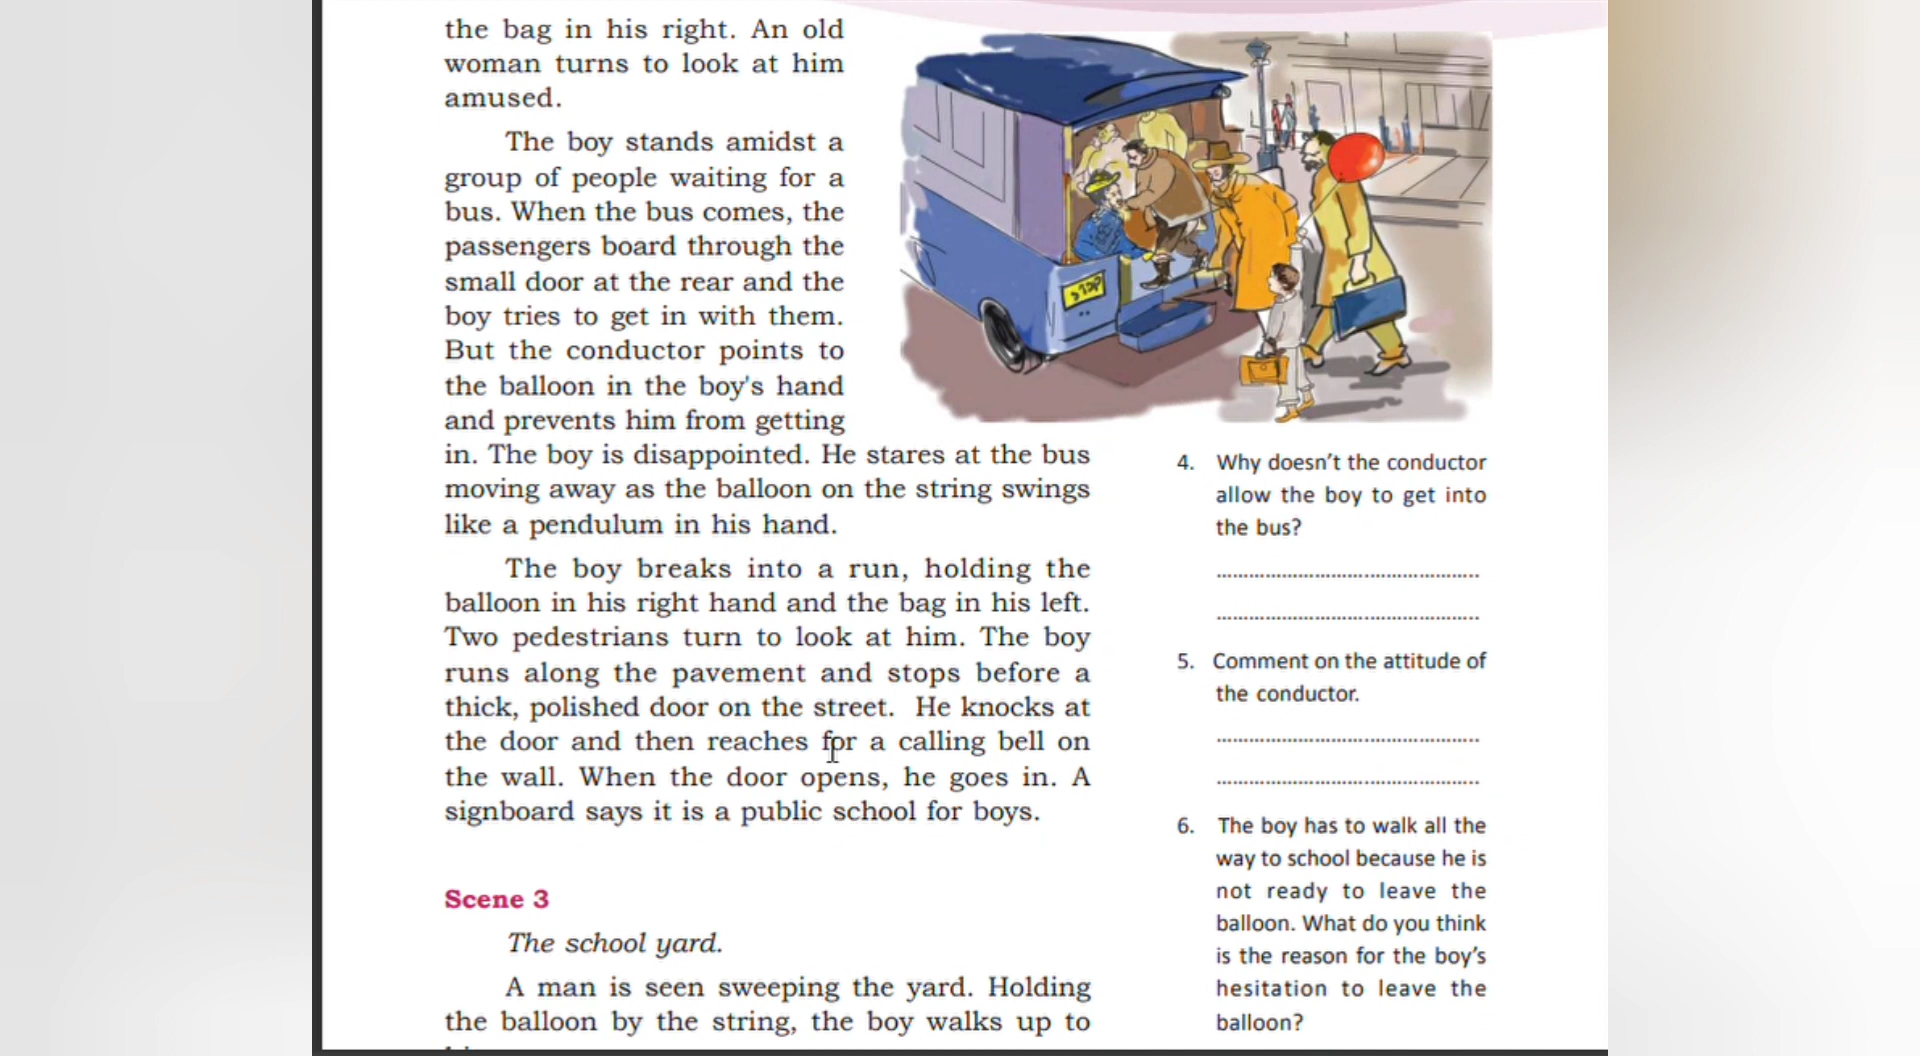 the bag in his right. An old
woman turns to look at him
amused.
The boy stands amidst a
group of people waiting for a
bus. When the bus comes, the
passengers board through the
small door at the rear and the
boy tries to get in with them.
But the conductor points to
the balloon in the boy's hand
and prevents him from getting
in. The boy is disappointed. He stares at the bus
moving away as the balloon on the string swings
like a pendulum in his hand.
The boy breaks into a run, holding the
balloon in his right hand and the bag in his left.
Two pedestrians turn to look at him. The boy
runs along the pavement and stops before a
thick, polished door on the street. He knocks at
the door and then reaches for a calling bell on
the wall. When the door opens, he goes in. A
signboard says it is a public school for boys.
Scene 3
The school yard.
A man is seen sweeping the yard. Holding
the balloon by the string, the boy walks up to
4. Why doesn't the conductor
allow the boy to get into
the bus?
5. Comment on the attitude of
the conductor.
6. The boy has to walk all the
way to school because he is
not ready to leave the
balloon. What do you think
is the reason for the boy's
hesitation to leave the
balloon?